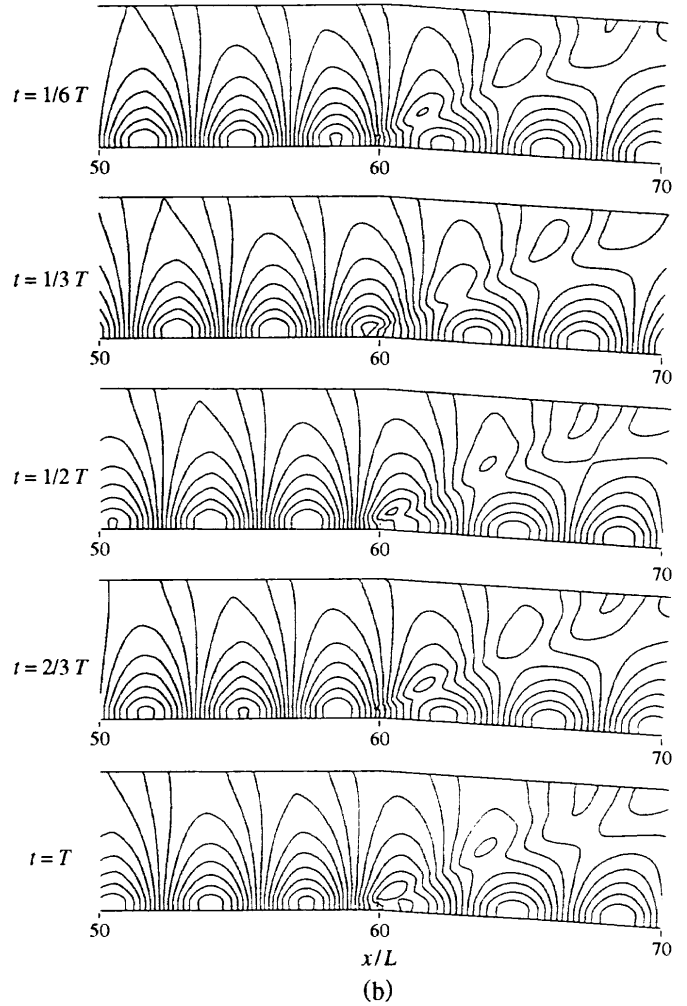 t = 1/6 T
50 60 70
t = 1/3 T
50 60 70
t = 1/2 T
50 60 70
t = 2/3 T
50 60 70
t = T
50 60 70
x/L
(b)